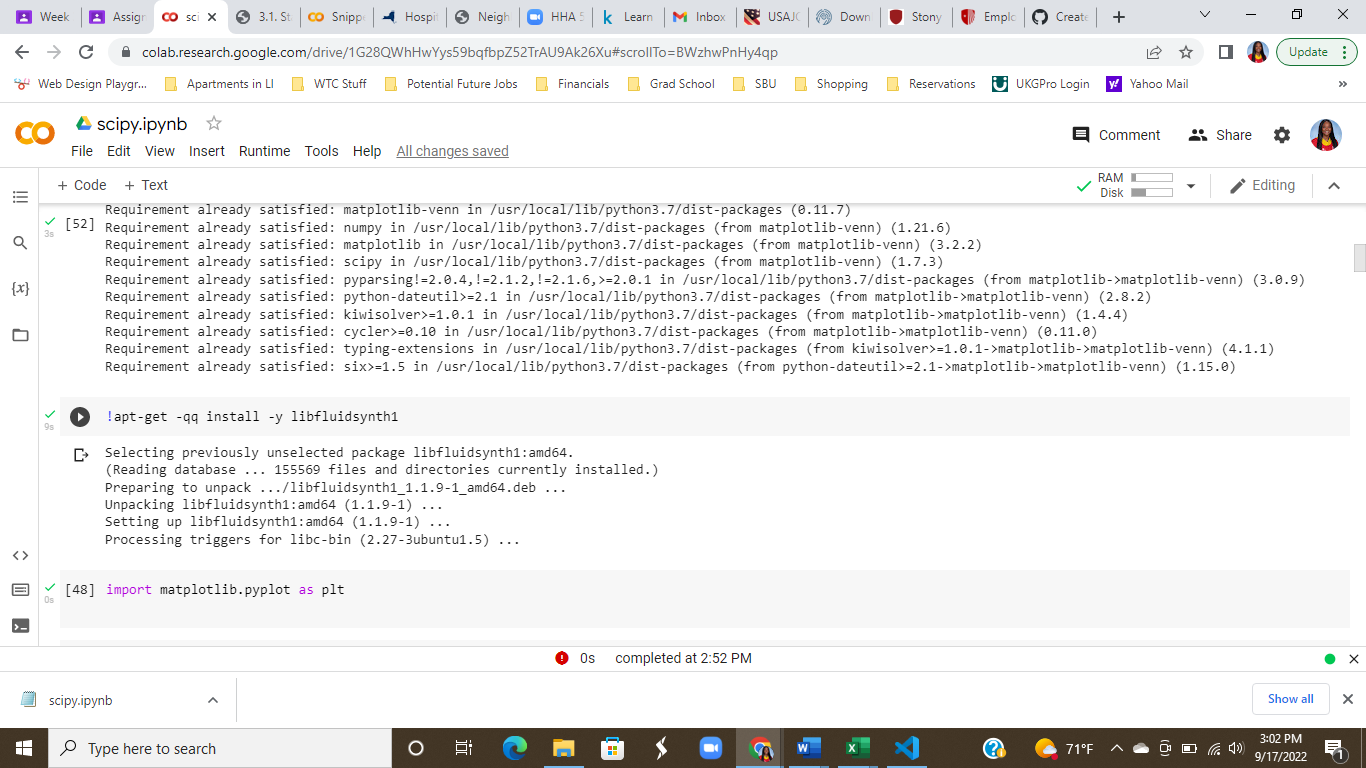 Week
Assign
sci
3.1. St
Snippe
Hospit
Neigh
HHA 5
Learn
Inbox
USAJO
Down
Stony
Emplo
Create
colab.research.google.com/drive/1G28QWhHwYys59bqfbpZ52TrAU9Ak26Xu#scrollTo=BWzhwPnHy4qp
Update
Web Design Playgr...
Apartments in LI
WTC Stuff
Potential Future Jobs
Financials
Grad School
SBU
Shopping
Reservations
UKGPro Login
Yahoo Mail
»
scipy.ipynb
Comment
Share
File Edit View Insert Runtime Tools Help All changes saved
+ Code + Text
RAM
Disk
Editing
Requirement already satisfied: matplotlib-venn in /usr/local/lib/python3.7/dist-packages (0.11.7)
[52]
3s
Requirement already satisfied: numpy in /usr/local/lib/python3.7/dist-packages (from matplotlib-venn) (1.21.6)
Requirement already satisfied: matplotlib in /usr/local/lib/python3.7/dist-packages (from matplotlib-venn) (3.2.2)
Requirement already satisfied: scipy in /usr/local/lib/python3.7/dist-packages (from matplotlib-venn) (1.7.3)
Requirement already satisfied: pyparsing!=2.0.4,!=2.1.2,!=2.1.6,>=2.0.1 in /usr/local/lib/python3.7/dist-packages (from matplotlib->matplotlib-venn) (3.0.9)
Requirement already satisfied: python-dateutil>=2.1 in /usr/local/lib/python3.7/dist-packages (from matplotlib->matplotlib-venn) (2.8.2)
Requirement already satisfied: kiwisolver>=1.0.1 in /usr/local/lib/python3.7/dist-packages (from matplotlib->matplotlib-venn) (1.4.4)
Requirement already satisfied: cycler>=0.10 in /usr/local/lib/python3.7/dist-packages (from matplotlib->matplotlib-venn) (0.11.0)
Requirement already satisfied: typing-extensions in /usr/local/lib/python3.7/dist-packages (from kiwisolver>=1.0.1->matplotlib->matplotlib-venn) (4.1.1)
Requirement already satisfied: six>=1.5 in /usr/local/lib/python3.7/dist-packages (from python-dateutil>=2.1->matplotlib->matplotlib-venn) (1.15.0)
{x}
9s
!apt-get -qq install -y libfluidsynth1
Selecting previously unselected package libfluidsynth1:amd64.
(Reading database ... 155569 files and directories currently installed.)
Preparing to unpack .../libfluidsynth1_1.1.9-1_amd64.deb ...
Unpacking libfluidsynth1:amd64 (1.1.9-1) ...
Setting up libfluidsynth1:amd64 (1.1.9-1) ...
Processing triggers for libc-bin (2.27-3ubuntu1.5) ...
[48] import matplotlib.pyplot as plt
0s
0s completed at 2:52 PM
scipy.ipynb
Show all
Type here to search
71°F
3:02 PM
9/17/2022
1